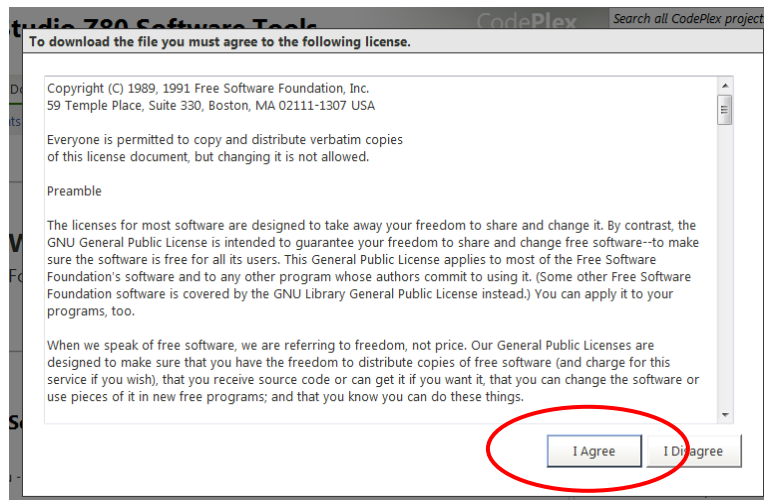 tudio Z80 Software Tools
CodePlex
Search all CodePlex project
To download the file you must agree to the following license.
Copyright (C) 1989, 1991 Free Software Foundation, Inc.
59 Temple Place, Suite 330, Boston, MA 02111-1307 USA
Everyone is permitted to copy and distribute verbatim copies
of this license document, but changing it is not allowed.
Preamble
The licenses for most software are designed to take away your freedom to share and change it. By contrast, the
GNU General Public License is intended to guarantee your freedom to share and change free software--to make
sure the software is free for all its users. This General Public License applies to most of the Free Software
Foundation's software and to any other program whose authors commit to using it. (Some other Free Software
Foundation software is covered by the GNU Library General Public License instead.) You can apply it to your
programs, too.
When we speak of free software, we are referring to freedom, not price. Our General Public Licenses are
designed to make sure that you have the freedom to distribute copies of free software (and charge for this
service if you wish), that you receive source code or can get it if you want it, that you can change the software or
use pieces of it in new free programs; and that you know you can do these things.
I Agree
I Disagree